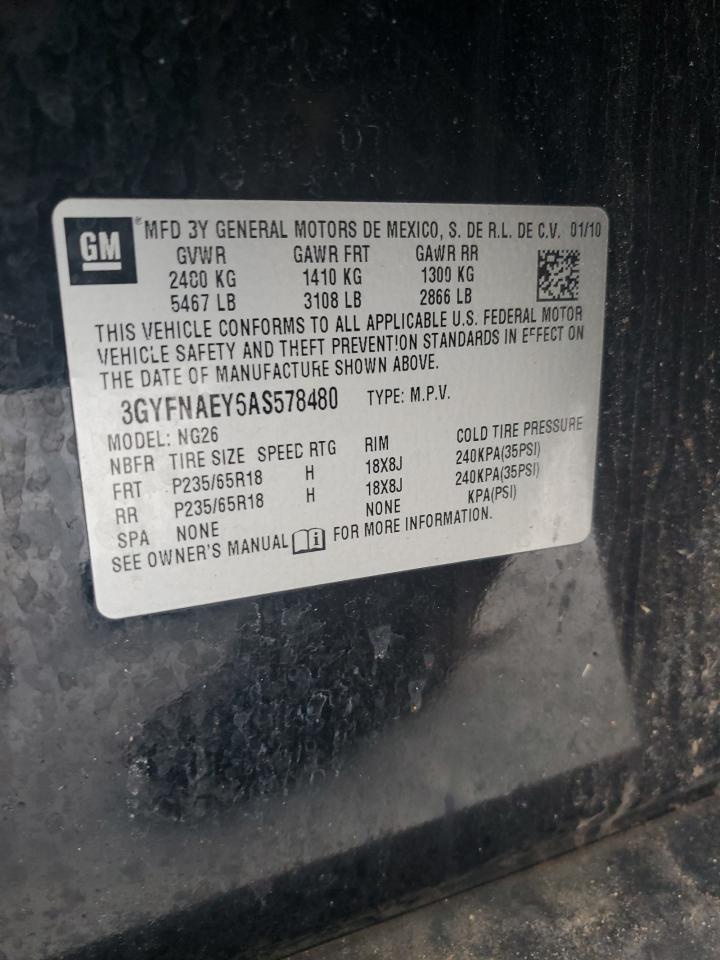 GM
® MFD BY GENERAL MOTORS DE MEXICO, S. DE R.L. DE C.V. 01/10
GVWR GAWR FRT GAWR RR
2480 KG 1410 KG 1300 KG
5467 LB 3108 LB 2866 LB
THIS VEHICLE CONFORMS TO ALL APPLICABLE U.S. FEDERAL MOTOR
VEHICLE SAFETY AND THEFT PREVENTION STANDARDS IN EFFECT ON
THE DATE OF MANUFACTURE SHOWN ABOVE.
3GYFNAEY5AS578480 TYPE: M.P.V.
MODEL: NG26
NBFR TIRE SIZE SPEED RTG RIM COLD TIRE PRESSURE
FRT P235/65R18 H 18X8J 240KPA(35PSI)
RR P235/65R18 H 18X8J 240KPA(35PSI)
SPA NONE NONE KPA(PSI)
SEE OWNER'S MANUAL i FOR MORE INFORMATION.